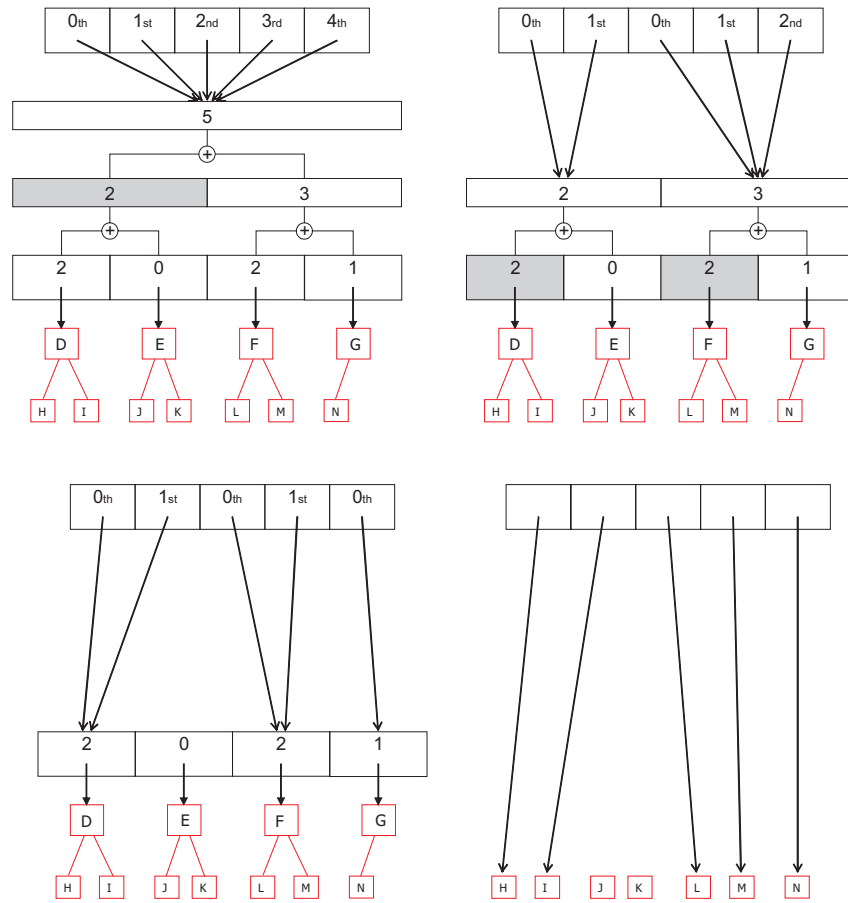 0th 1st 2nd 3rd 4th
5
+
2 3
+ +
2 0 2 1
D E F G
H I J K L M N
0th 1st 0th 1st 2nd
2 3
+ +
2 0 2 1
D E F G
H I J K L M N
0th 1st 0th 1st 0th
2 0 2 1
D E F G
H I J K L M N
H I J K L M N